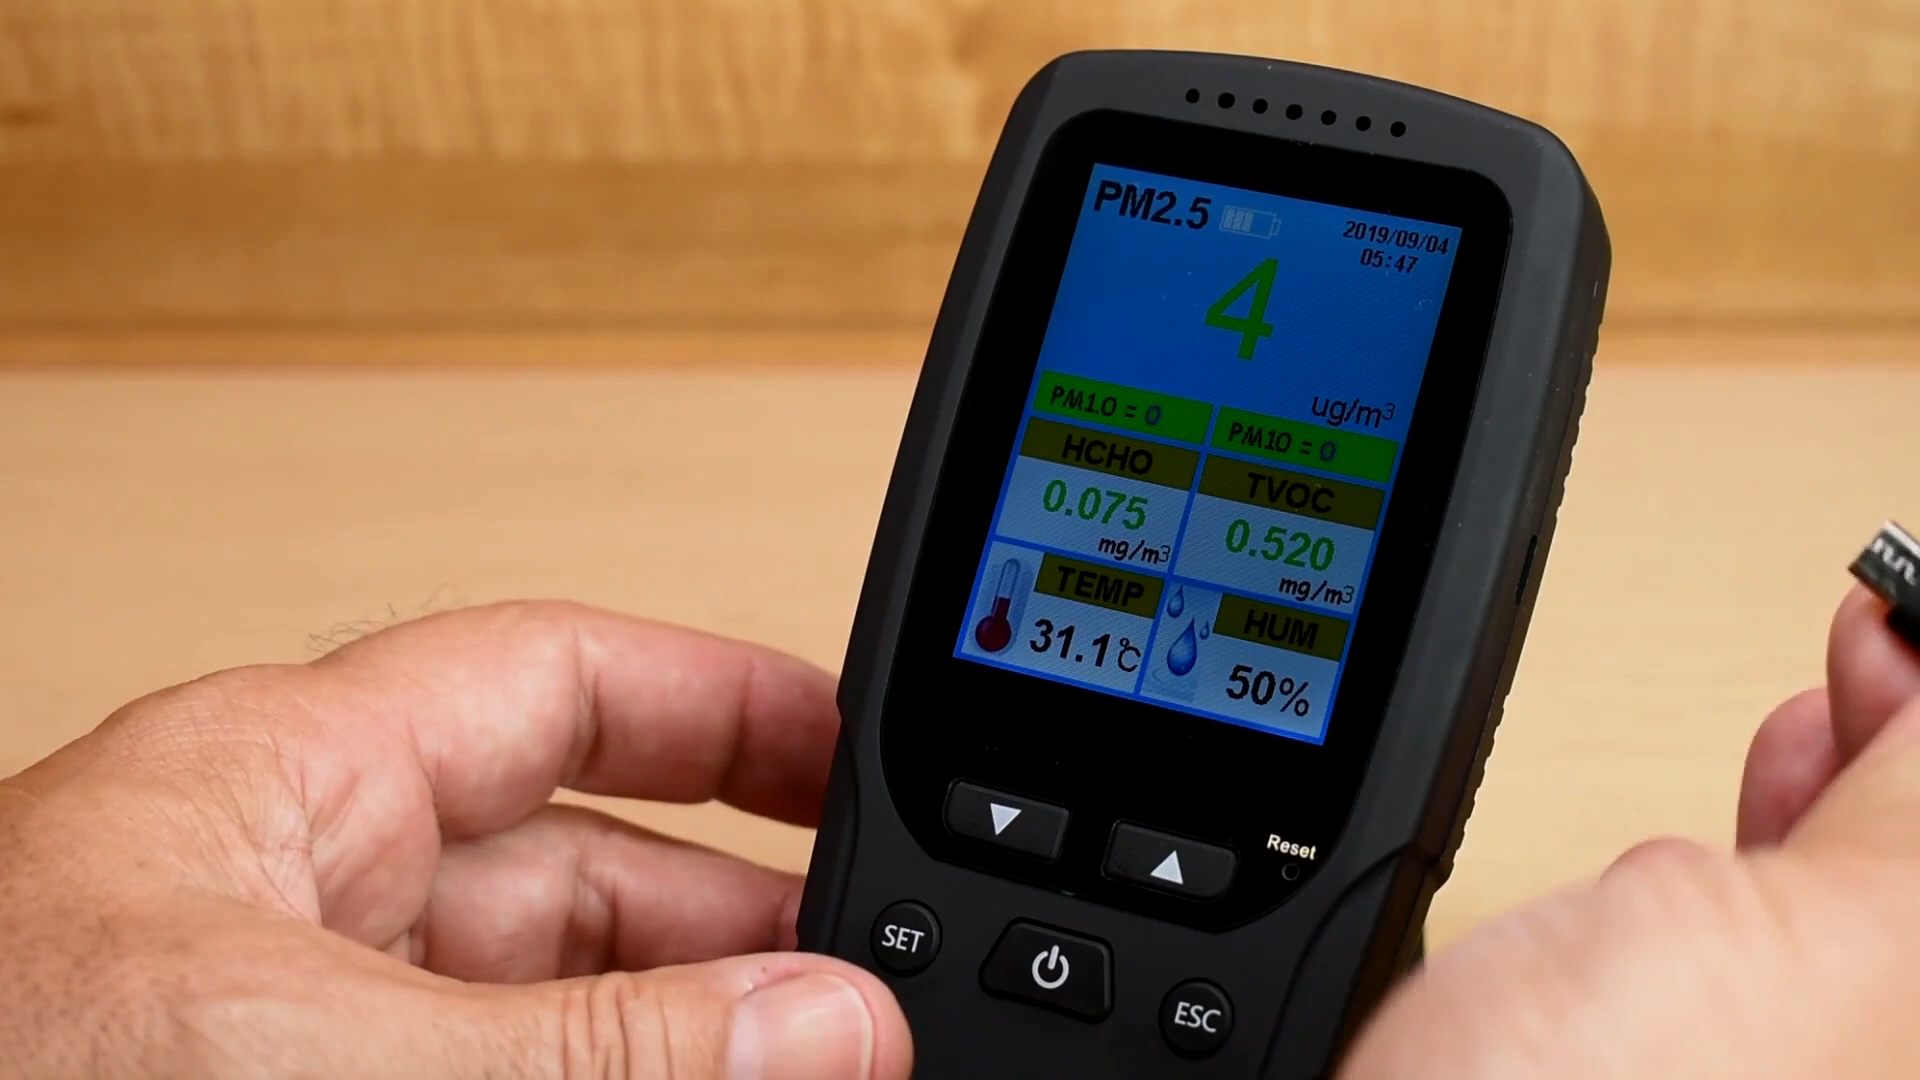 PM2.5
2019/09/04
05:47
4
ug/m³
PM1.0 = 0
PM10 = 0
HCHO
TVOC
0.075
mg/m³
0.520
mg/m³
TEMP
31.1℃
HUM
50%
Reset
SET
ESC